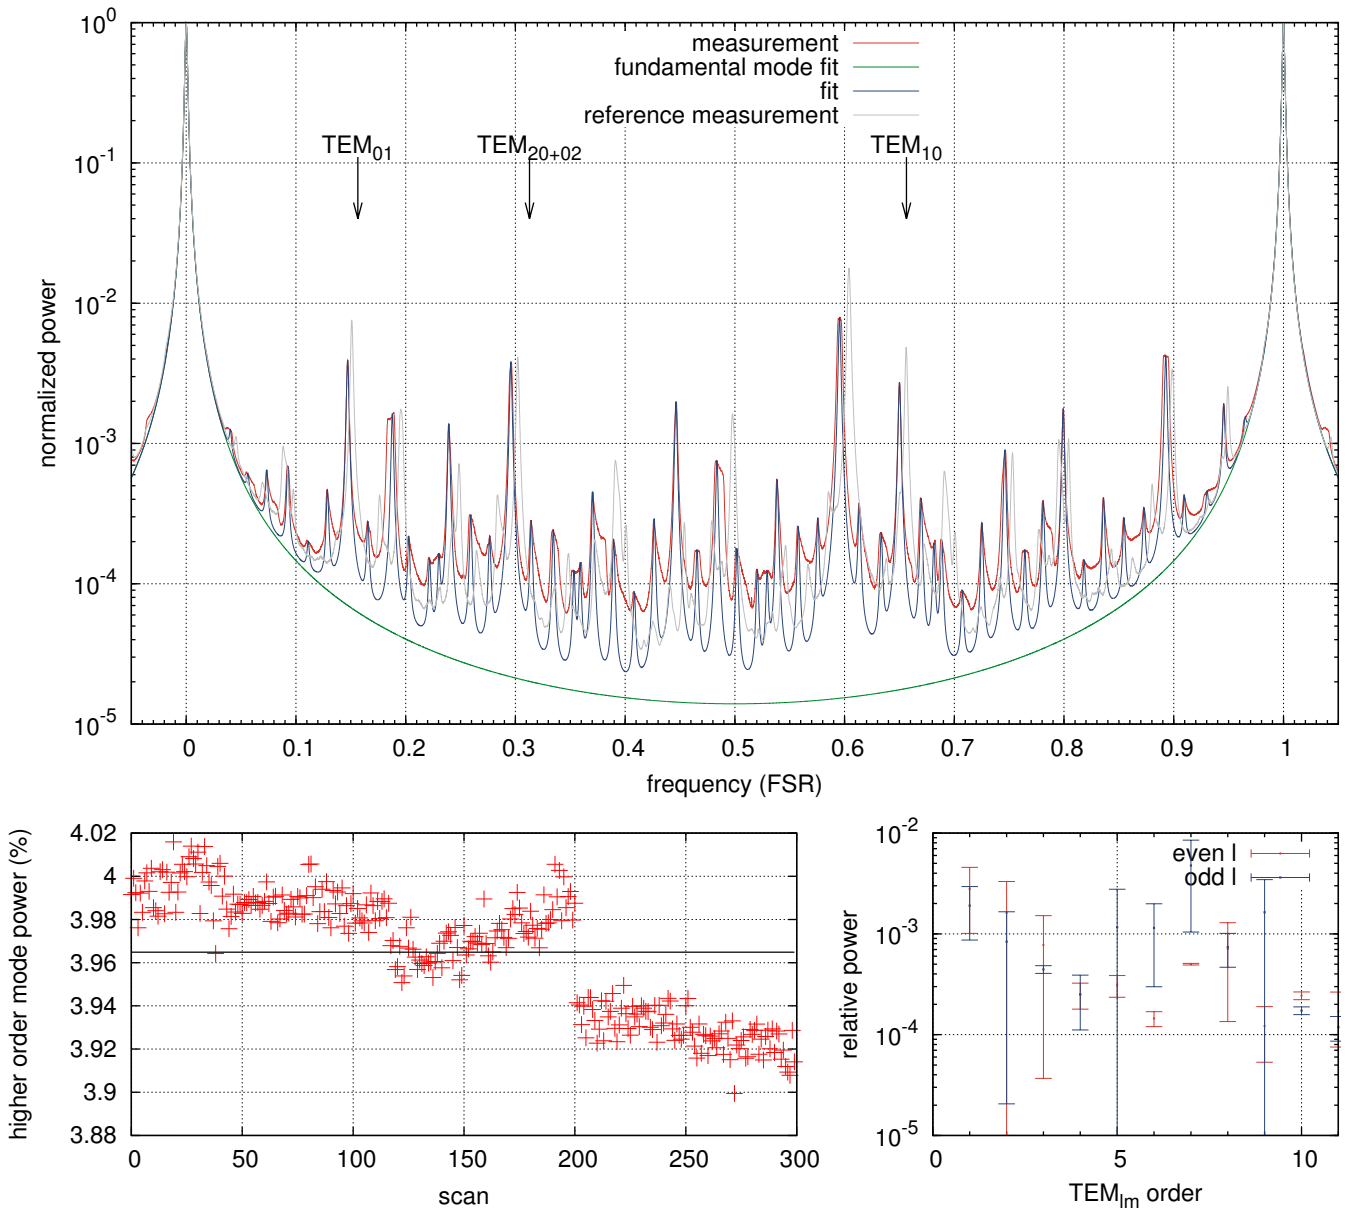 measurement
fundamental mode fit
fit
reference measurement
TEM01
TEM20+02
TEM10
normalized power
10^0
10^-1
10^-2
10^-3
10^-4
10^-5
0 0.1 0.2 0.3 0.4 0.5 0.6 0.7 0.8 0.9 1
frequency (FSR)
higher order mode power (%)
4.02
4
3.98
3.96
3.94
3.92
3.9
3.88
0 50 100 150 200 250 300
scan
relative power
10^-2
10^-3
10^-4
10^-5
even l
odd l
0 5 10
TEMlm order